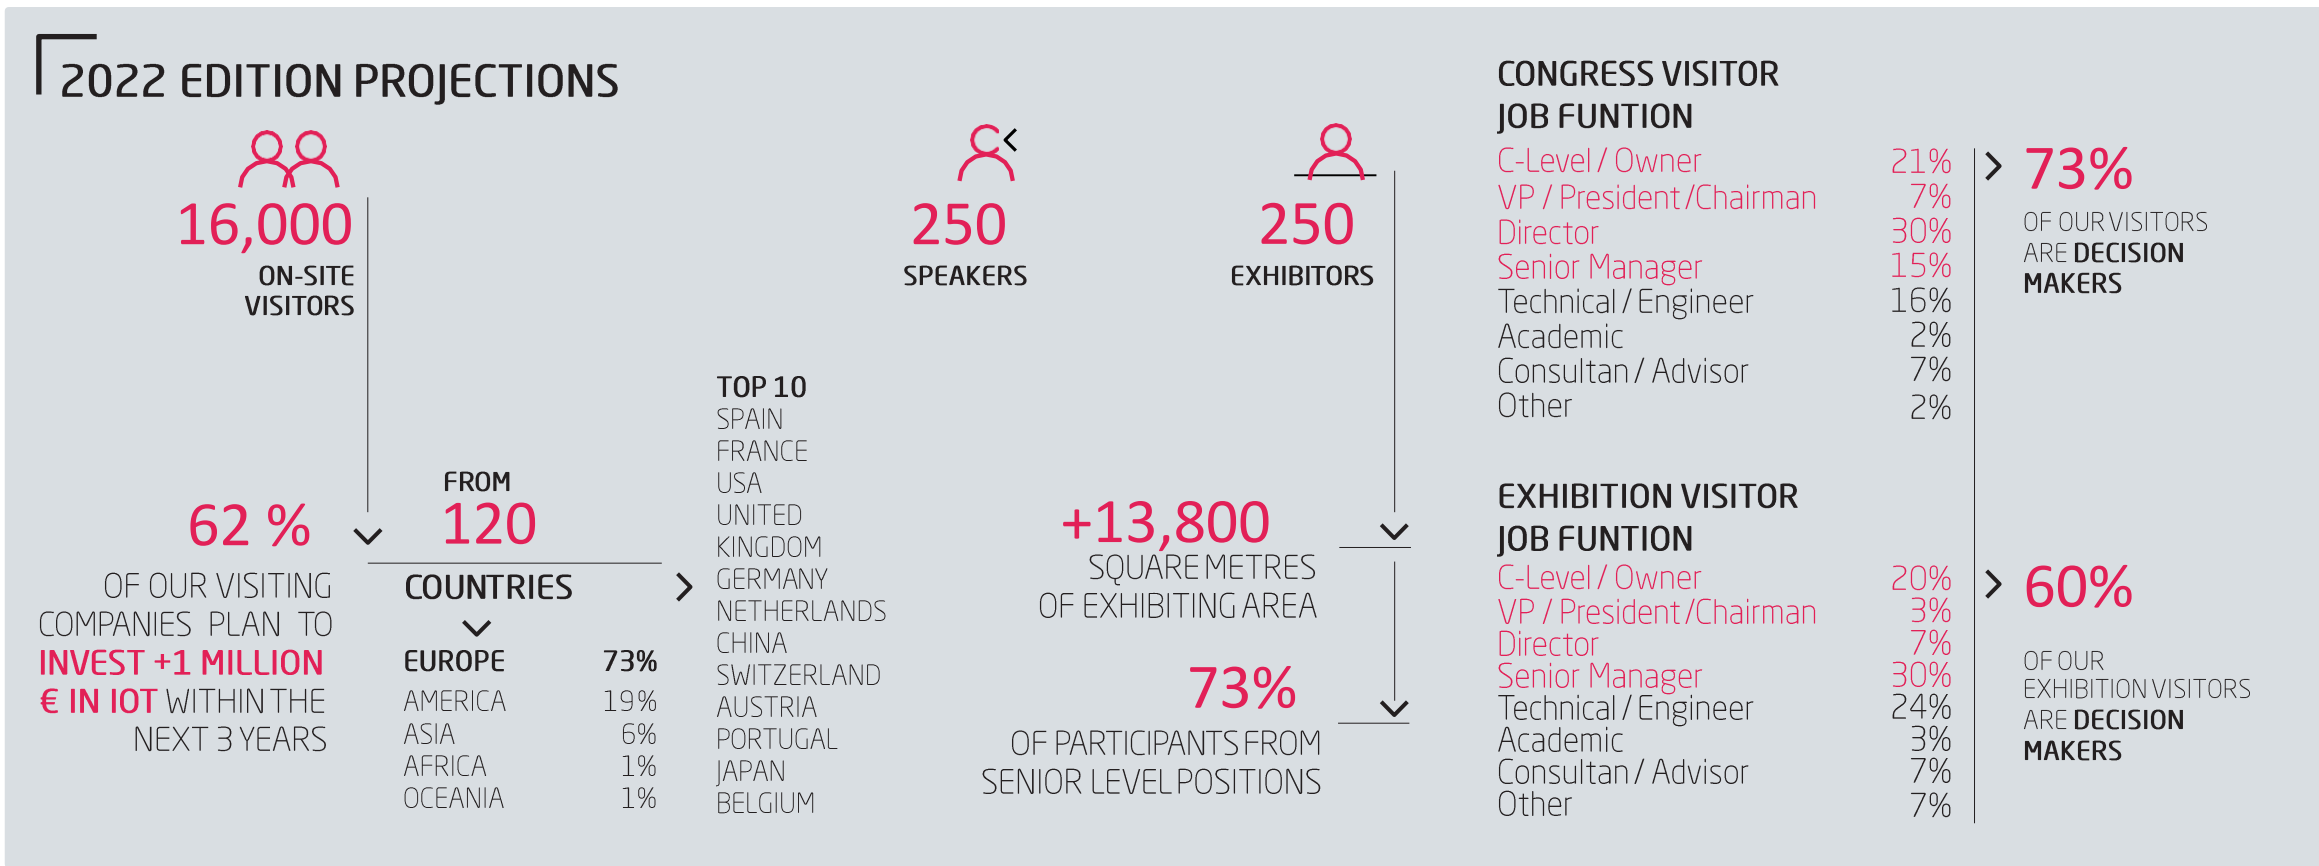 2022 EDITION PROJECTIONS
16,000
ON-SITE
VISITORS
62 %
OF OUR VISITING
COMPANIES PLAN TO
INVEST +1 MILLION
€ IN IOT WITHIN THE
NEXT 3 YEARS
FROM
120
COUNTRIES
EUROPE 73%
AMERICA 19%
ASIA 6%
AFRICA 1%
OCEANIA 1%
TOP 10
SPAIN
FRANCE
USA
UNITED
KINGDOM
GERMANY
NETHERLANDS
CHINA
SWITZERLAND
AUSTRIA
PORTUGAL
JAPAN
BELGIUM
250
SPEAKERS
250
EXHIBITORS
+13,800
SQUARE METRES
OF EXHIBITING AREA
73%
OF PARTICIPANTS FROM
SENIOR LEVEL POSITIONS
CONGRESS VISITOR
JOB FUNTION
C-Level / Owner 21%
VP / President /Chairman 7%
Director 30%
Senior Manager 15%
Technical / Engineer 16%
Academic 2%
Consultan / Advisor 7%
Other 2%
73%
OF OUR VISITORS
ARE DECISION
MAKERS
EXHIBITION VISITOR
JOB FUNTION
C-Level / Owner 20%
VP / President /Chairman 3%
Director 7%
Senior Manager 30%
Technical / Engineer 24%
Academic 3%
Consultan / Advisor 7%
Other 7%
60%
OF OUR
EXHIBITION VISITORS
ARE DECISION
MAKERS